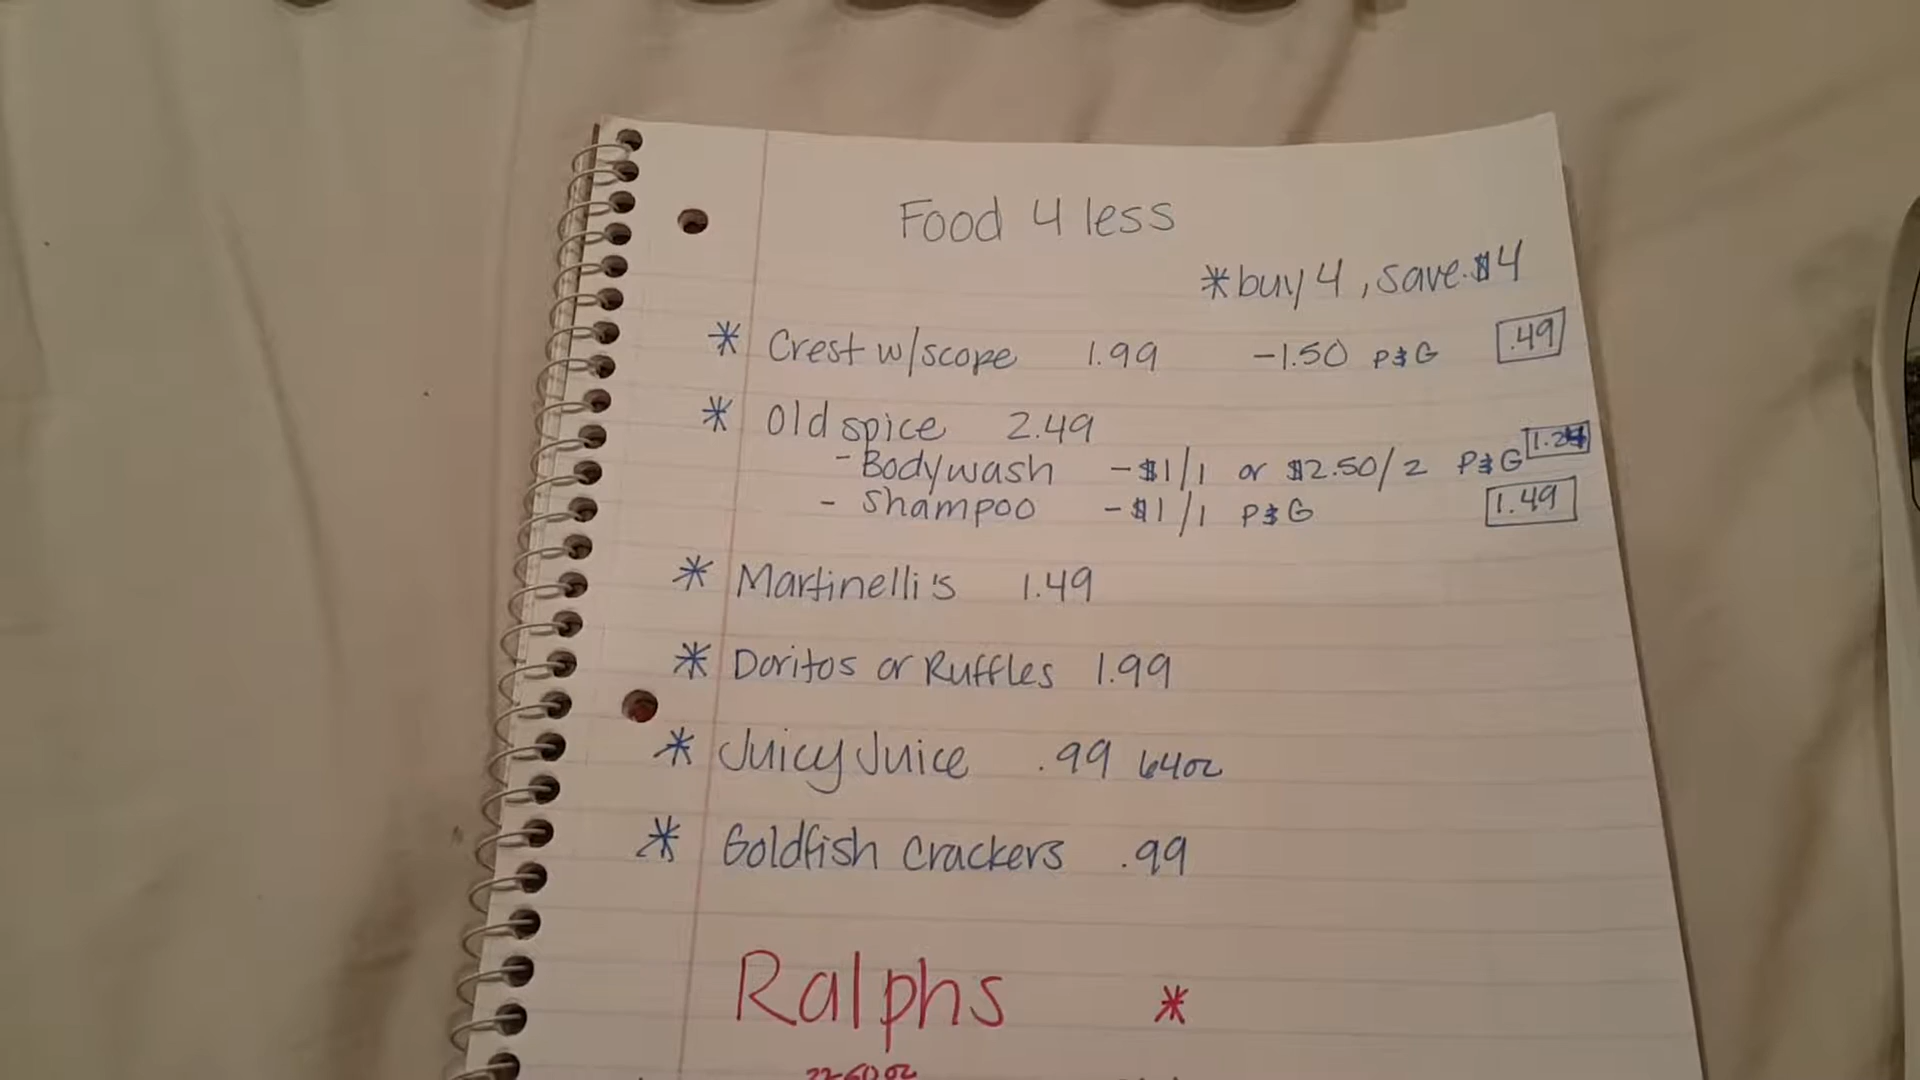 Food 4 less
*buy 4, save $4
* Crest w/scope 1.99 -1.50 P&G .49
* Old spice 2.49
- Bodywash -$1/1 or $2.50/2 P&G 1.24
- Shampoo -$1/1 P&G 1.49
* Martinelli's 1.49
* Doritos or Ruffles 1.99
* Juicy Juice .99 64oz
* Goldfish Crackers .99
Ralphs *